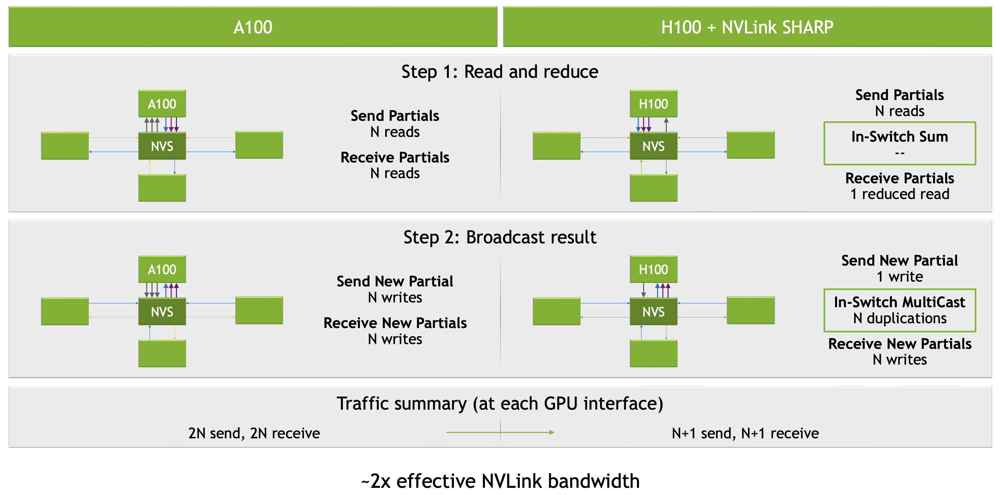 A100
H100 + NVLink SHARP
Step 1: Read and reduce
A100
NVS
Send Partials
N reads
Receive Partials
N reads
H100
NVS
Send Partials
N reads
In-Switch Sum
--
Receive Partials
1 reduced read
Step 2: Broadcast result
A100
NVS
Send New Partial
N writes
Receive New Partials
N writes
H100
NVS
Send New Partial
1 write
In-Switch MultiCast
N duplications
Receive New Partials
N writes
Traffic summary (at each GPU interface)
2N send, 2N receive
N+1 send, N+1 receive
~2x effective NVLink bandwidth